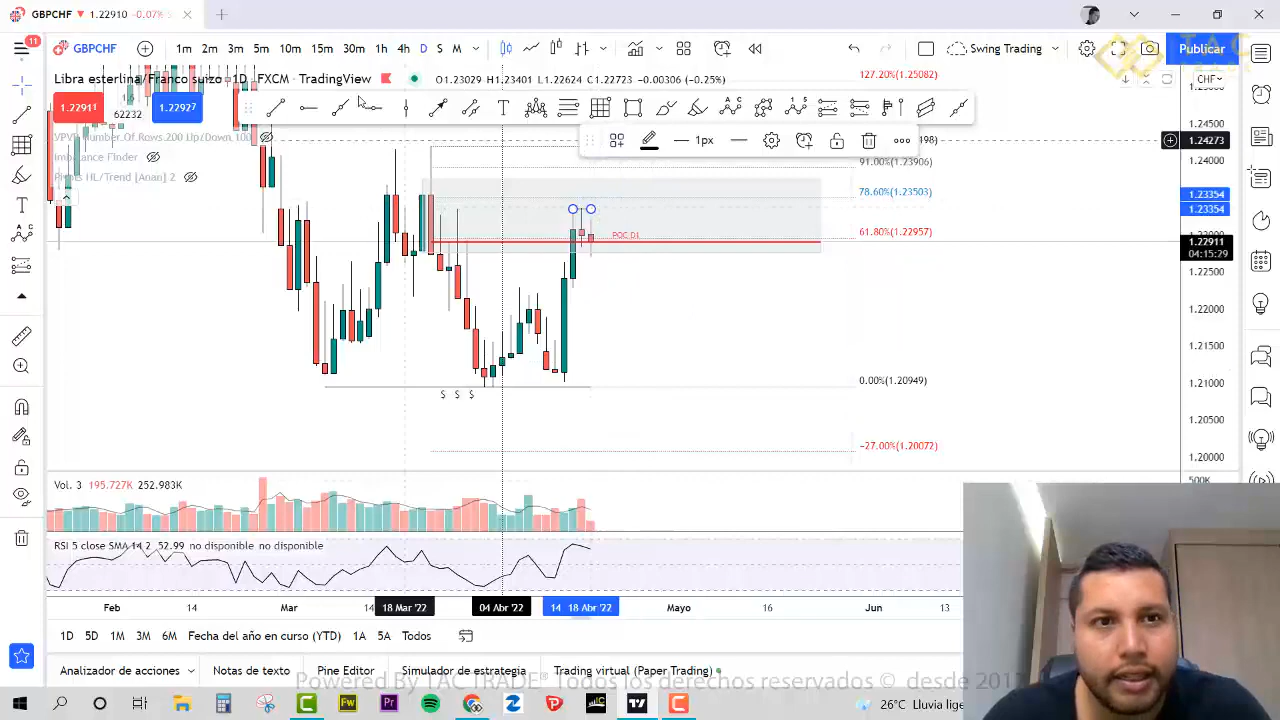 GBPCHF ▼ 1.22910 -0.07%
11
GBPCHF
1m 2m 3m 5m 10m 15m 30m 1h 4h D S M
Swing Trading
Publicar
Libra esterlina/Franco suizo · 1D · FXCM · TradingView
1.22624 C1.22723 -0.00306 (-0.25%)
127.20%(1.25082)
CHF
1.22911
62232
1.22927
1.24500
VPVP Number Of Rows 200 Up/Down 100
1px
1.24273
Imbalance Finder
91.00%(1.23906)
1.24000
Pivots HL/Trend [Anan] 2
78.60%(1.23503)
1.23354
1.23354
POC D1
61.80%(1.22957)
1.22911
04:15:29
1.22500
1.22000
1.21500
0.00%(1.20949)
1.21000
$ $ $
1.20500
-27.00%(1.20072)
1.20000
500K
Vol. 3 195.727K 252.983K
RSI 5 close SMA 14 2 52.99 no disponible no disponible
Feb 14 Mar 14 18 Mar '22 04 Abr '22 14 18 Abr '22 Mayo 16 Jun 13
1D 5D 1M 3M 6M Fecha del año en curso (YTD) 1A 5A Todos
Analizador de acciones Notas de texto Pine Editor Simulador de estrategia Trading virtual (Paper Trading)
Powered By TAC TRADE® Todos los derechos reservados © desde 2017
26°C Lluvia lige